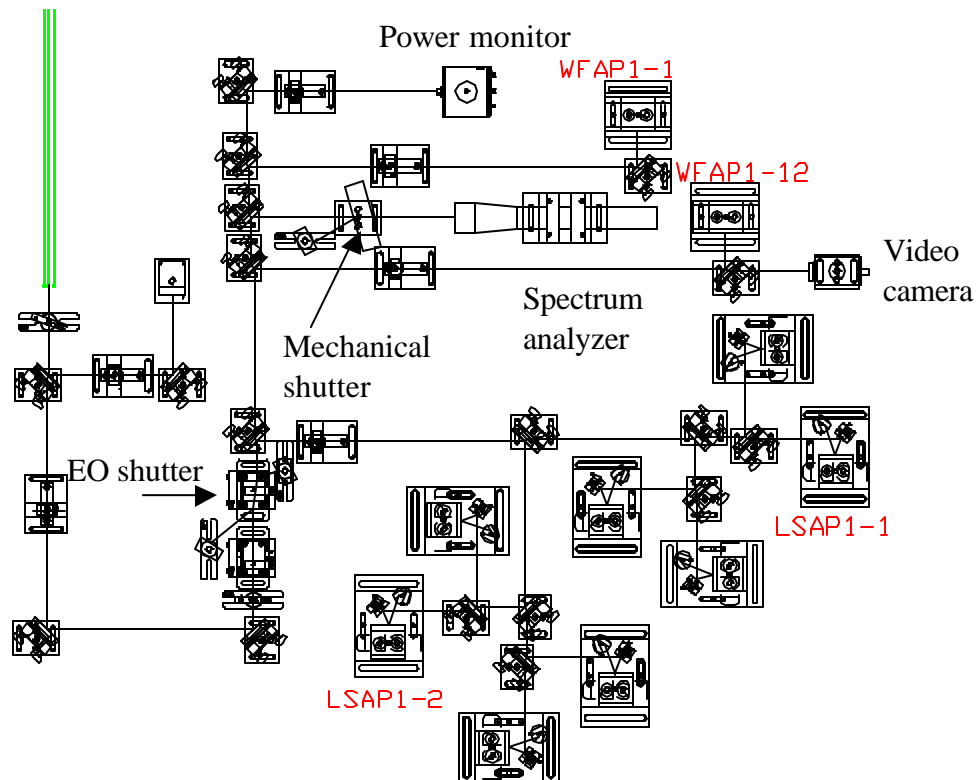 Power monitor
WFAP1-1
WFAP1-12
Video
camera
Spectrum
analyzer
Mechanical
shutter
EO shutter
LSAP1-1
LSAP1-2